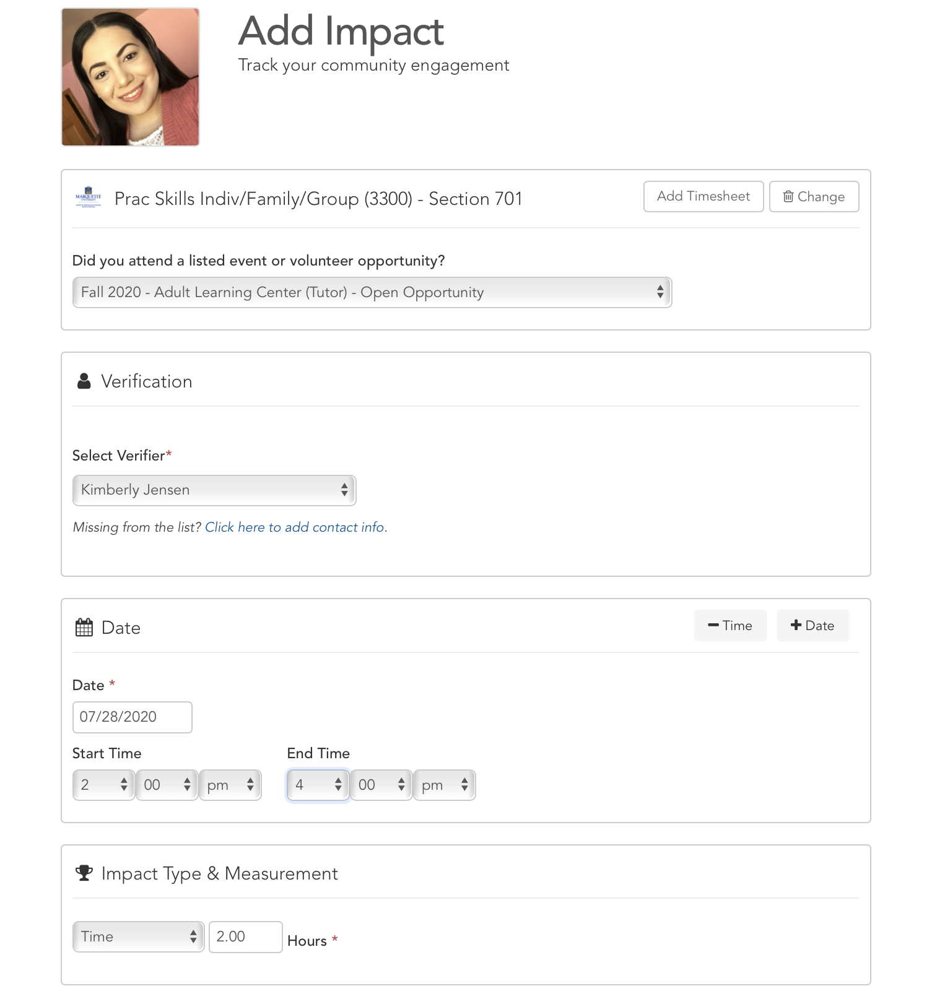 Add Impact
Track your community engagement
MARQUETTE
UNIVERSITY
Prac Skills Indiv/Family/Group (3300) - Section 701
Add Timesheet
Change
Did you attend a listed event or volunteer opportunity?
Fall 2020 - Adult Learning Center (Tutor) - Open Opportunity
Verification
Select Verifier*
Kimberly Jensen
Missing from the list? Click here to add contact info.
Date
Time
Date
Date *
07/28/2020
Start Time
End Time
2 00 pm
4 00 pm
Impact Type & Measurement
Time 2.00 Hours *